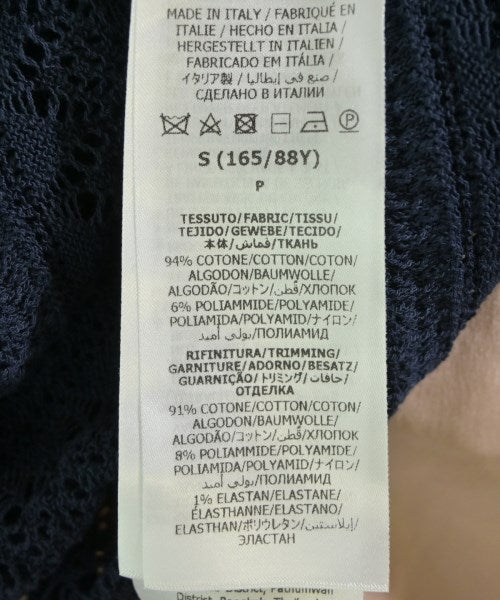 MADE IN ITALY / FABRIQUÉ EN
ITALIE / HECHO EN ITALIA /
HERGESTELLT IN ITALIEN /
FABRICADO EM ITALIA /
イタリア製 / صنع في إيطاليا /
СДЕЛАНО В ИТАЛИИ
P
S (165/88Y)
P
TESSUTO/FABRIC/TISSU/
TEJIDO/GEWEBE/TECIDO/
本体/قماش/ТКАНЬ
94% COTONE/COTTON/COTON/
ALGODON/BAUMWOLLE/
ALGODÃO/コットン/قطن/ХЛОПОК
6% POLIAMMIDE/POLYAMIDE/
POLIAMIDA/POLYAMID/ナイロン/
بولي أميد/ПОЛИАМИД
RIFINITURA/TRIMMING/
GARNITURE/ADORNO/BESATZ/
GUARNIÇÃO/トリミング/حافات/
ОТДЕЛКА
91% COTONE/COTTON/COTON/
ALGODON/BAUMWOLLE/
ALGODÃO/コットン/قطن/ХЛОПОК
8% POLIAMMIDE/POLYAMIDE/
POLIAMIDA/POLYAMID/ナイロン/
بولي أميد/ПОЛИАМИД
1% ELASTAN/ELASTANE/
ÉLASTHANNE/ELASTANO/
ELASTHAN/ポリウレタン/إيلاستين/
ЭЛАСТАН
District, Pathumwan